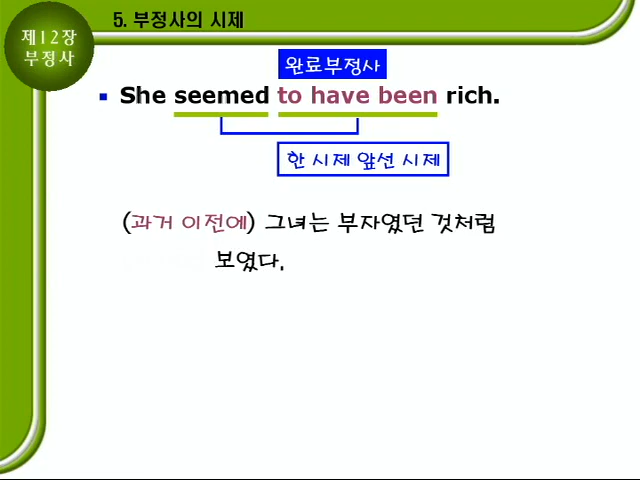 제12장
부정사
5. 부정사의 시제
완료부정사
She seemed to have been rich.
한 시제 앞선 시제
(과거 이전에) 그녀는 부자였던 것처럼
보였다.